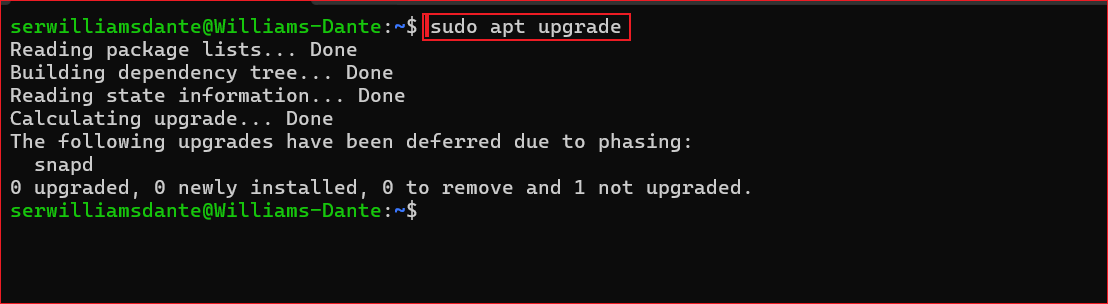 serwilliamsdante@Williams-Dante:~$ sudo apt upgrade
Reading package lists... Done
Building dependency tree... Done
Reading state information... Done
Calculating upgrade... Done
The following upgrades have been deferred due to phasing:
  snapd
0 upgraded, 0 newly installed, 0 to remove and 1 not upgraded.
serwilliamsdante@Williams-Dante:~$